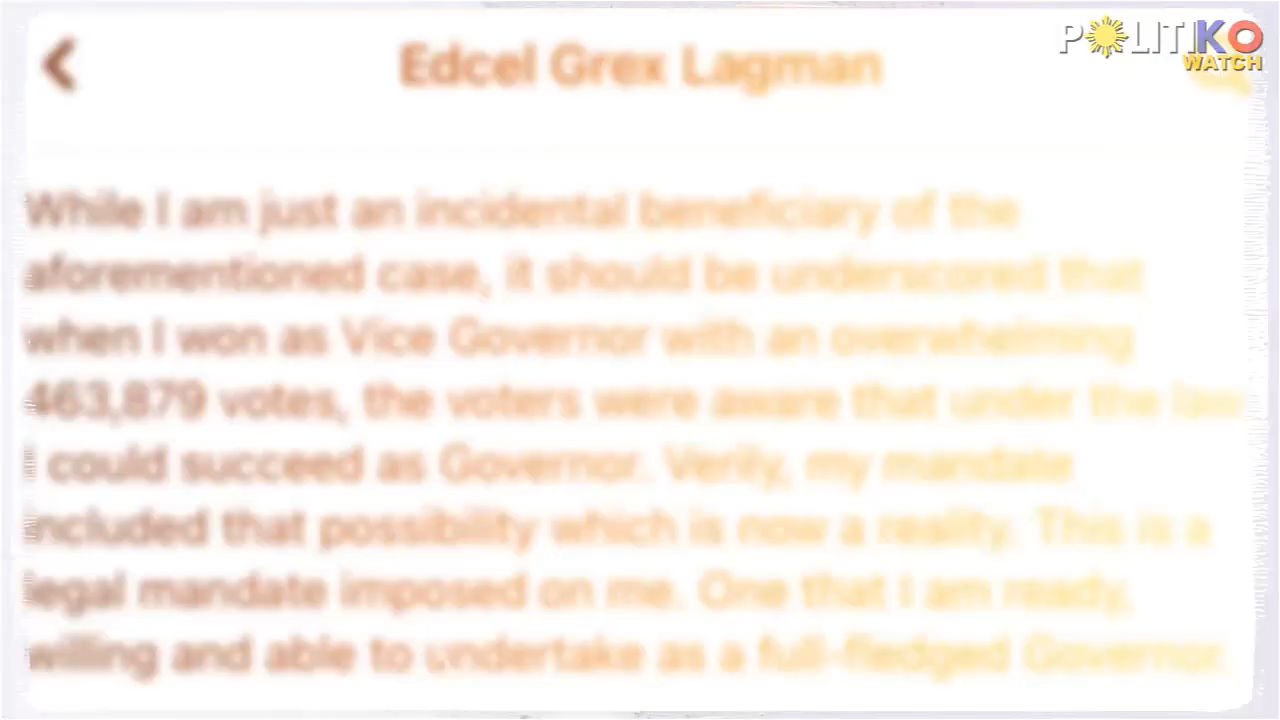 POLITIKO
WATCH
Edcel Grex Lagman
While I am just an incidental beneficiary of the
aforementioned case, it should be underscored that
when I won as Vice Governor with an overwhelming
463,879 votes, the voters were aware that under the law
I could succeed as Governor. Verily, my mandate
included that possibility which is now a reality. This is a
legal mandate imposed on me. One that I am ready,
willing and able to undertake as a full-fledged Governor.